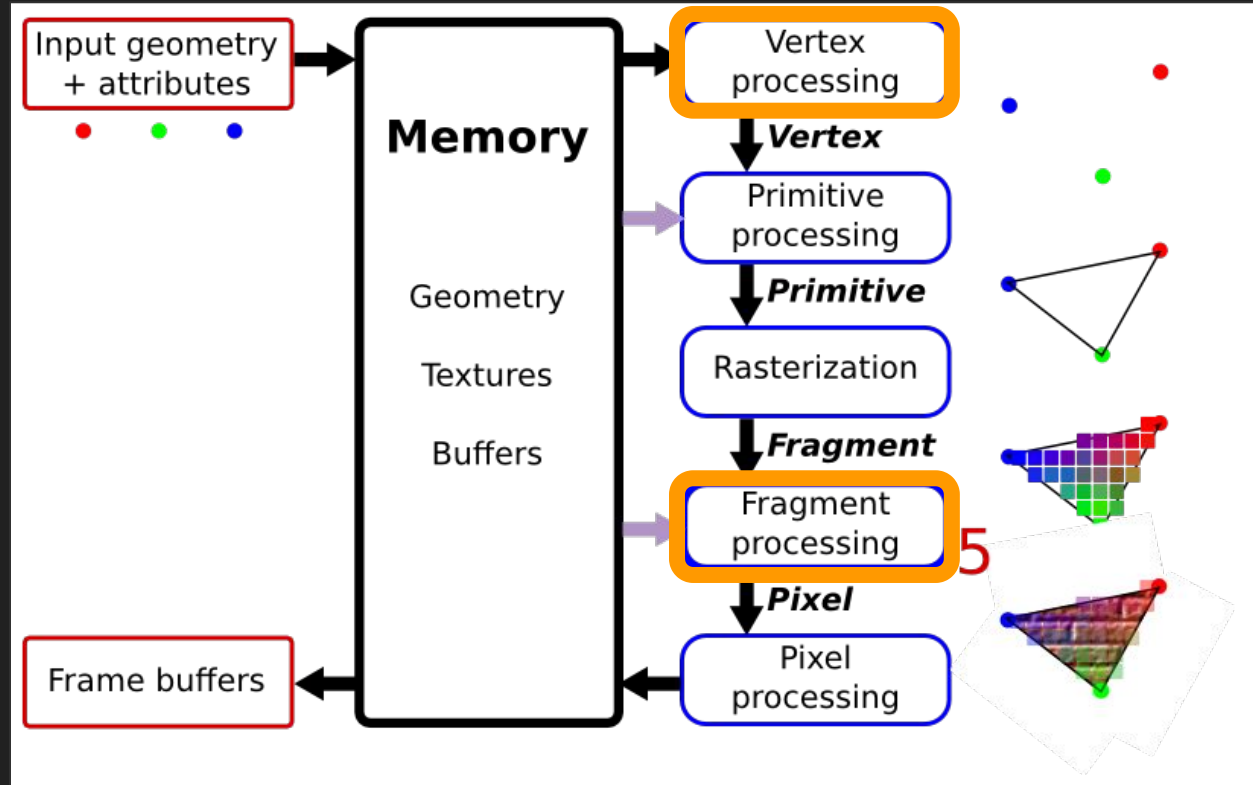 Input geometry
+ attributes
Memory
Geometry
Textures
Buffers
Frame buffers
Vertex
processing
Vertex
Primitive
processing
Primitive
Rasterization
Fragment
Fragment
processing
5
Pixel
Pixel
processing